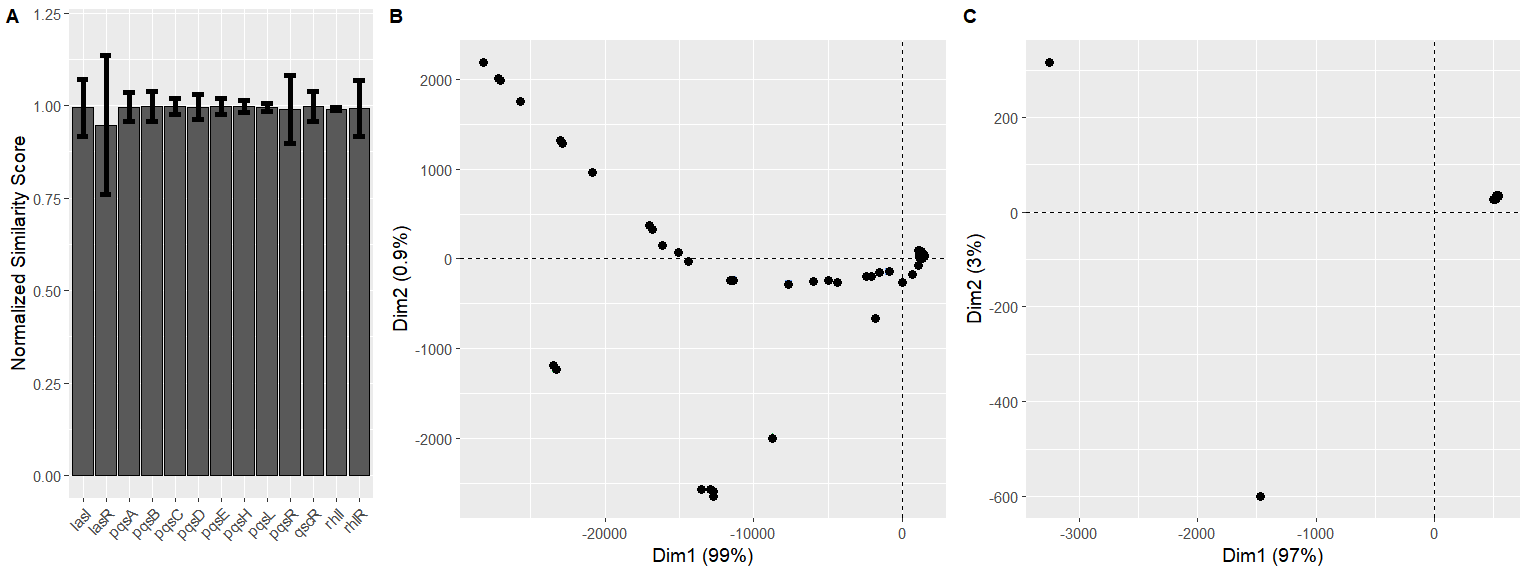 A
B
C
Normalized Similarity Score
1.25
1.00
0.75
0.50
0.25
0.00
lasI
lasR
pqsA
pqsB
pqsC
pqsD
pqsE
pqsH
pqsL
pqsR
qscR
rhlI
rhlR
Dim2 (0.9%)
2000
1000
0
-1000
-2000
-20000
-10000
0
Dim1 (99%)
Dim2 (3%)
200
0
-200
-400
-600
-3000
-2000
-1000
0
Dim1 (97%)